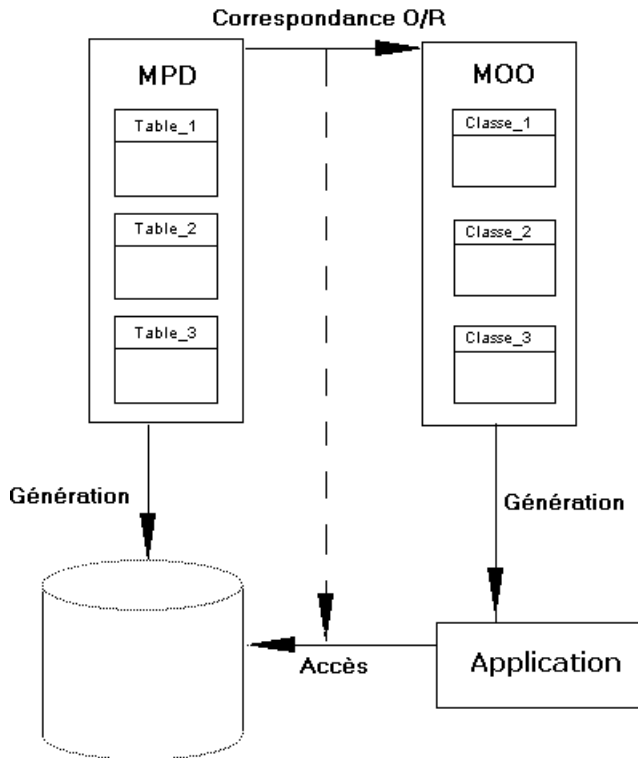 Correspondance O/R
MPD
MOO
Table_1
Table_2
Table_3
Classe_1
Classe_2
Classe_3
Génération
Génération
Accès
Application